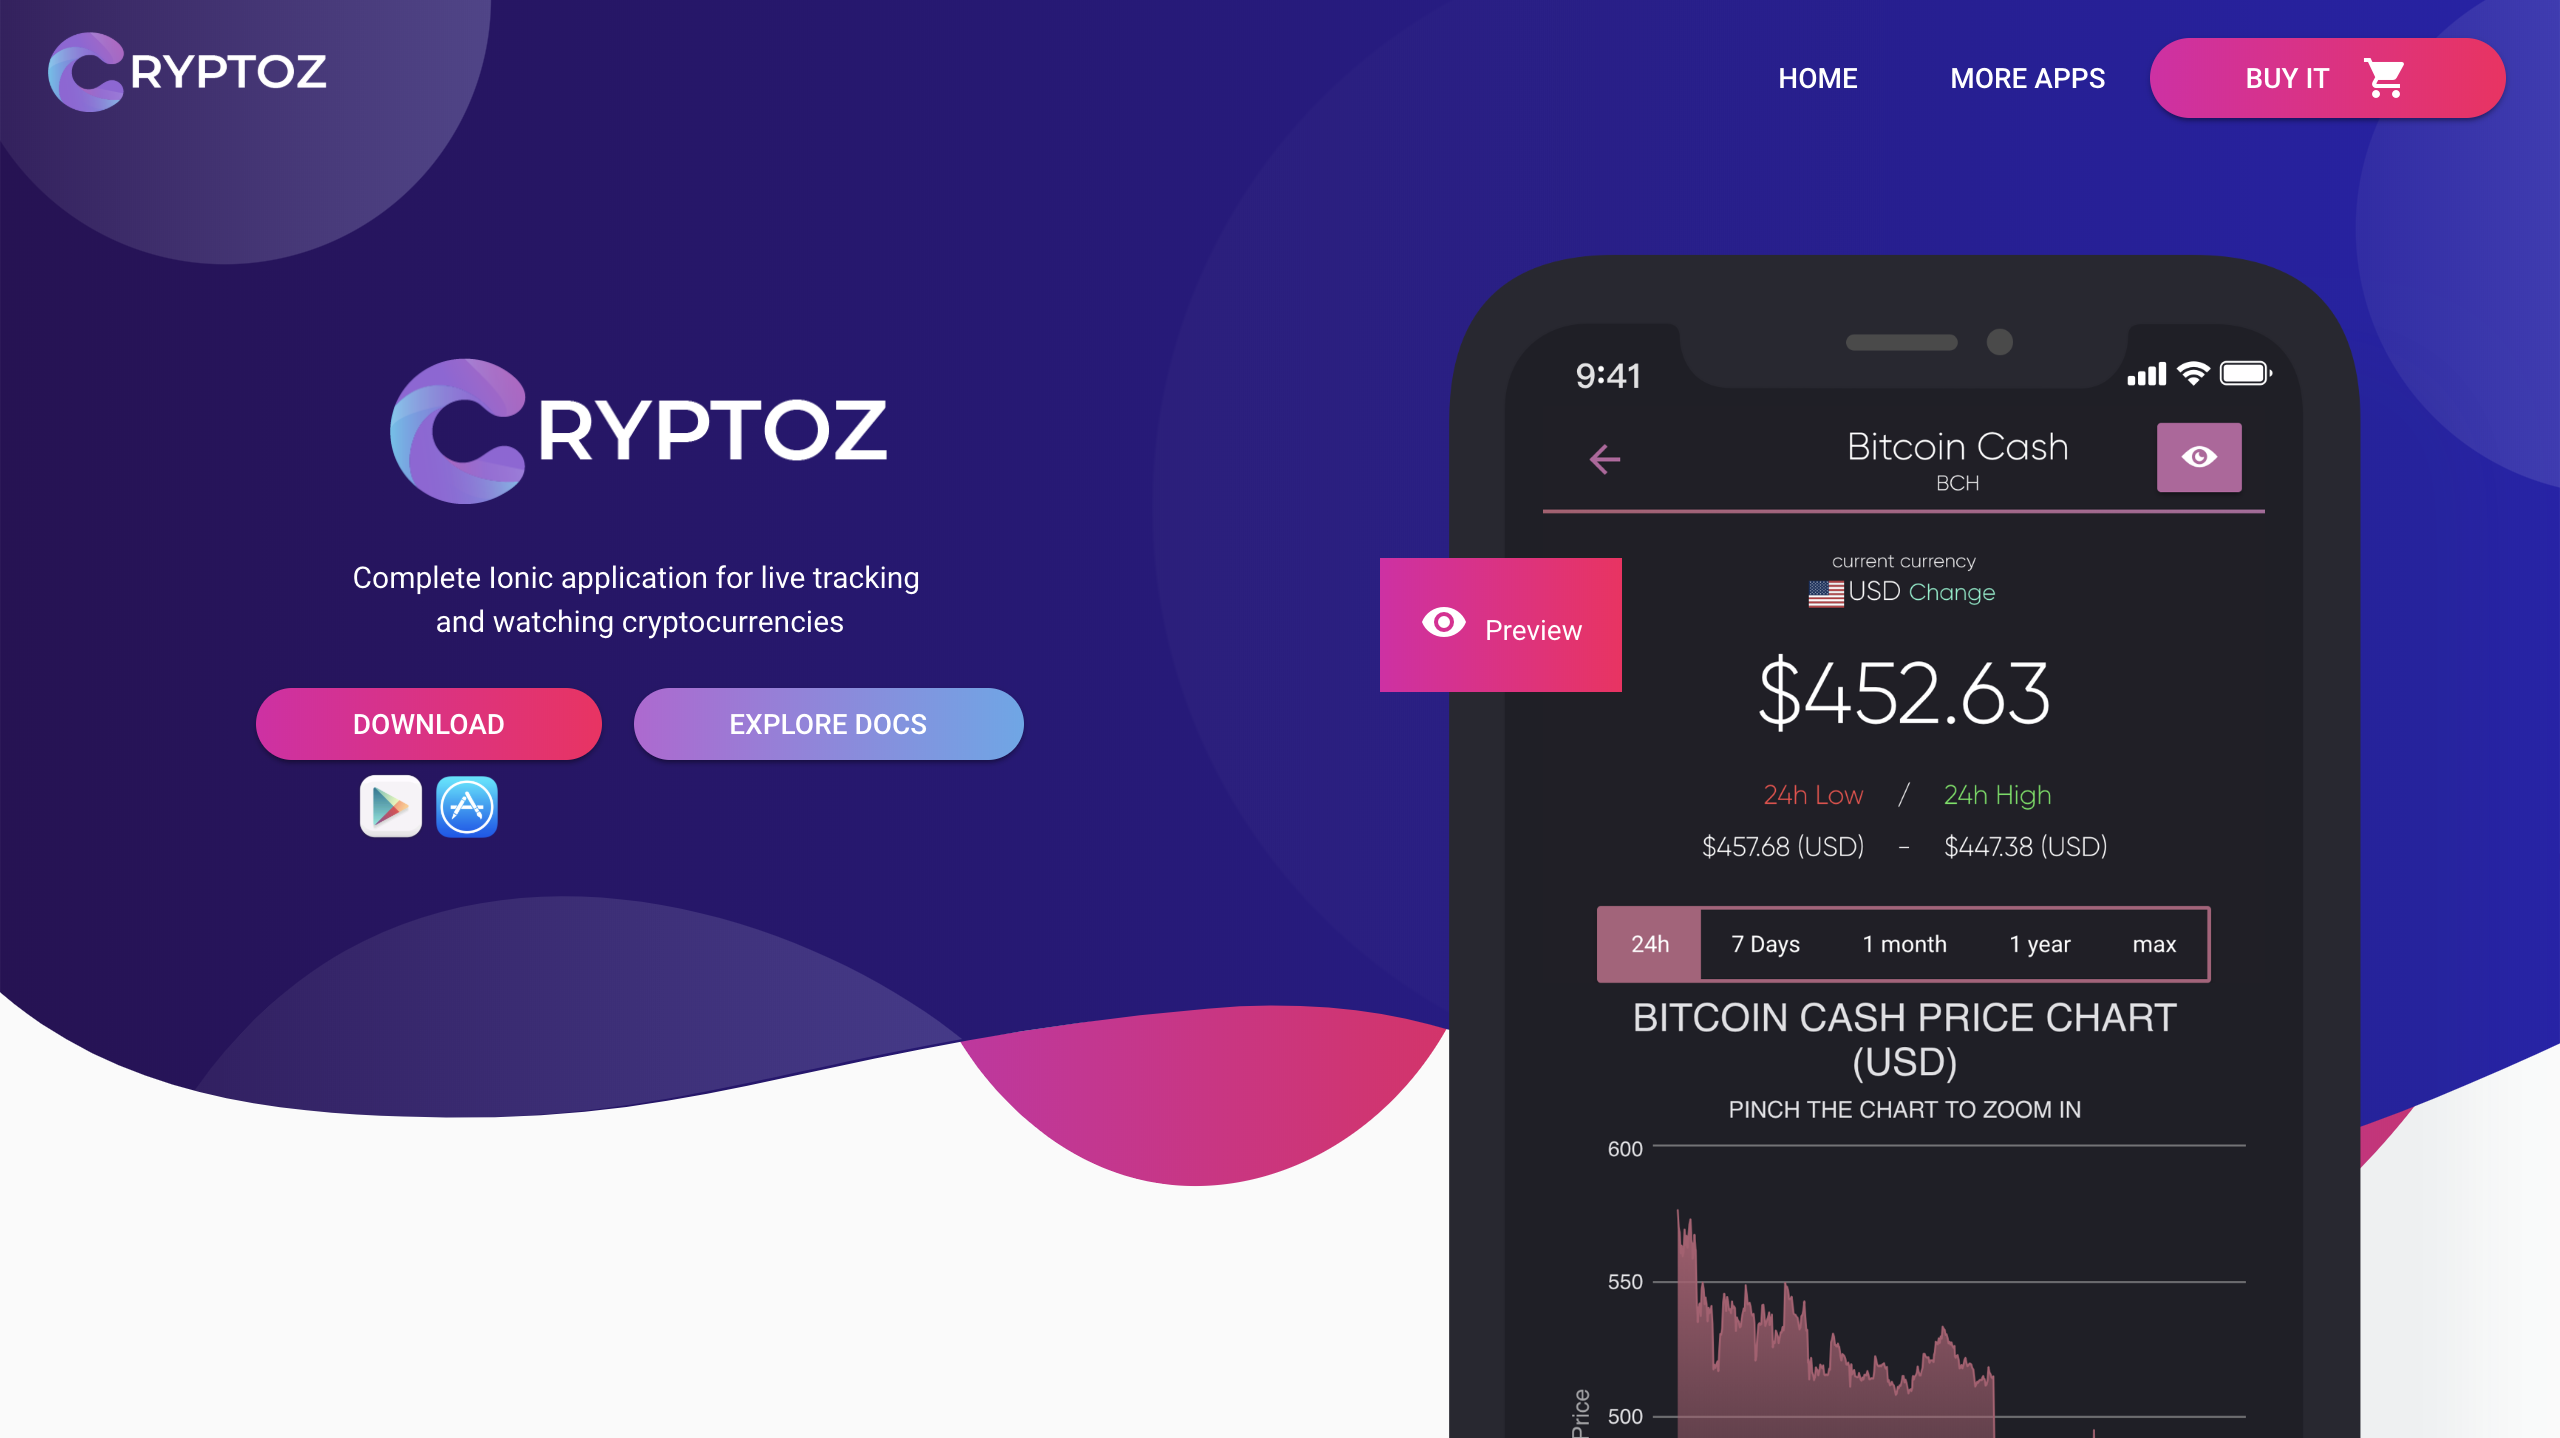 CRYPTOZ
HOME
MORE APPS
BUY IT
CRYPTOZ
Complete Ionic application for live tracking
and watching cryptocurrencies
DOWNLOAD
EXPLORE DOCS
Preview
9:41
Bitcoin Cash
BCH
current currency
USD Change
$452.63
24h Low / 24h High
$457.68 (USD) - $447.38 (USD)
24h 7 Days 1 month 1 year max
BITCOIN CASH PRICE CHART
(USD)
PINCH THE CHART TO ZOOM IN
600
550
500
Price